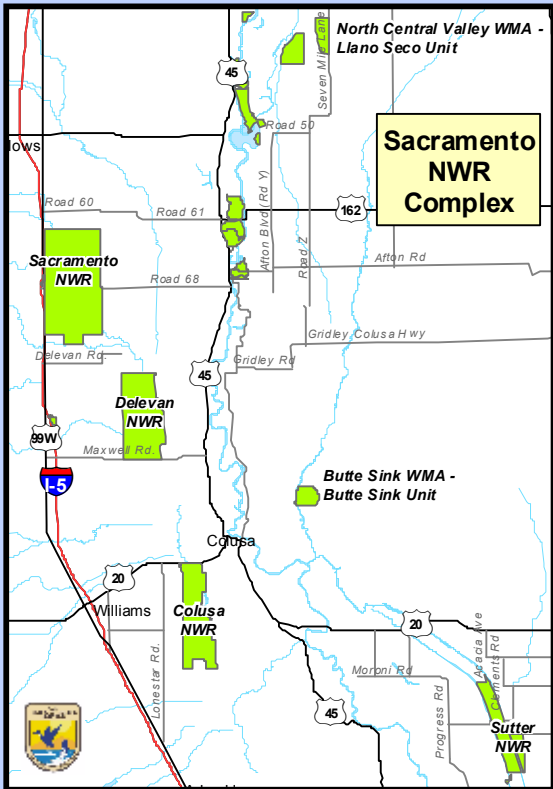 North Central Valley WMA -
Llano Seco Unit
Seven Mile Lane
45
Road 50
Sacramento
NWR
Complex
lows
Road 60
Road 61
162
Afton Blvd (Rd Y)
Road Z
Afton Rd
Sacramento
NWR
Road 68
Gridley Colusa Hwy
Delevan Rd.
Gridley Rd
45
Delevan
NWR
99W
Maxwell Rd.
I-5
Butte Sink WMA -
Butte Sink Unit
Colusa
20
Williams
Colusa
NWR
Lonestar Rd.
20
Acacia Ave
Clements Rd
Moroni Rd
Progress Rd
45
Sutter
NWR